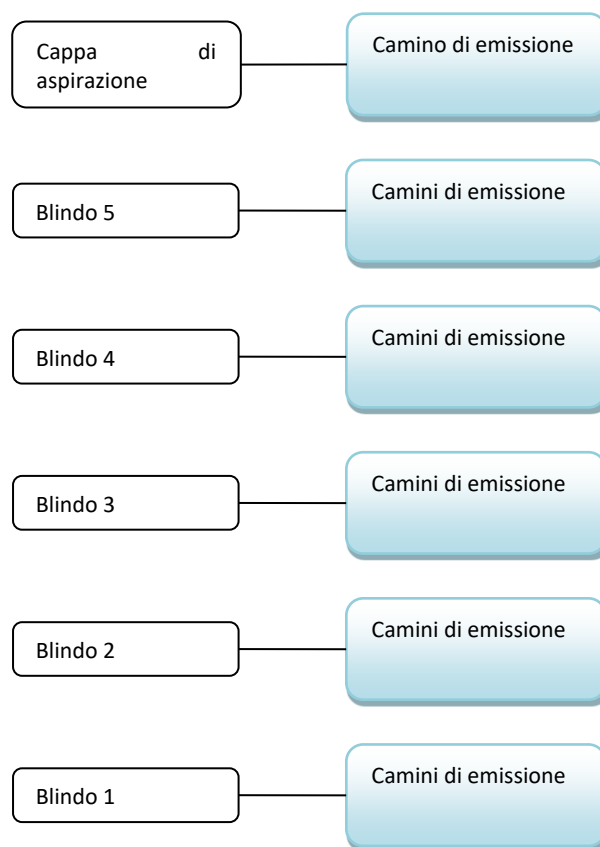 Cappa di
aspirazione
Camino di emissione
Blindo 5
Camini di emissione
Blindo 4
Camini di emissione
Blindo 3
Camini di emissione
Blindo 2
Camini di emissione
Blindo 1
Camini di emissione